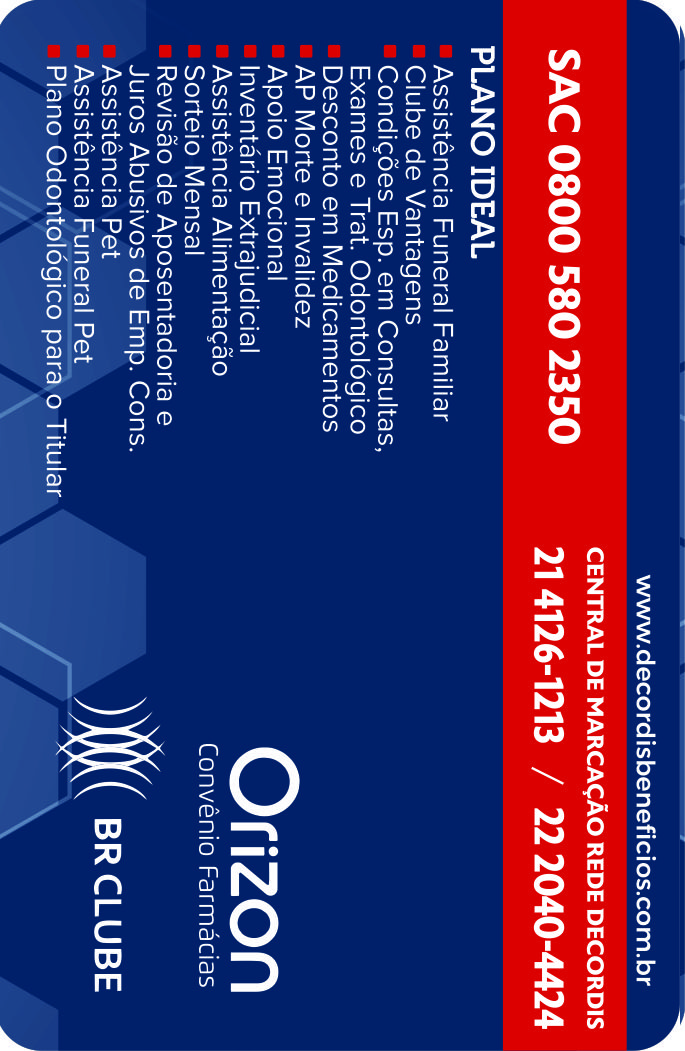 www.decordisbeneficios.com.br
SAC 0800 580 2350
CENTRAL DE MARCAÇÃO REDE DECORDIS
21 4126-1213 / 22 2040-4424
PLANO IDEAL
Assistência Funeral Familiar
Clube de Vantagens
Condições Esp. em Consultas,
Exames e Trat. Odontológico
Desconto em Medicamentos
AP Morte e Invalidez
Apoio Emocional
Inventário Extrajudicial
Assistência Alimentação
Sorteio Mensal
Revisão de Aposentadoria e
Juros Abusivos de Emp. Cons.
Assistência Pet
Assistência Funeral Pet
Plano Odontológico para o Titular
Orizon
Convênio Farmácias
BR CLUBE